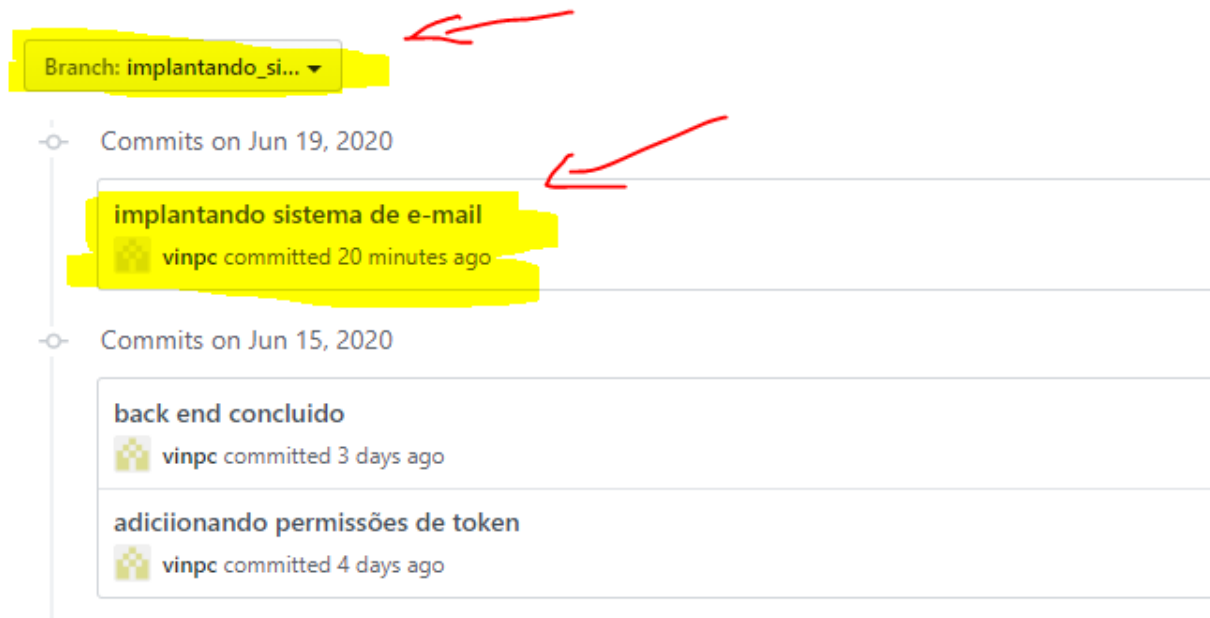 Branch: implantando_si...
Commits on Jun 19, 2020
implantando sistema de e-mail
vinpc committed 20 minutes ago
Commits on Jun 15, 2020
back end concluido
vinpc committed 3 days ago
adiciionando permissões de token
vinpc committed 4 days ago